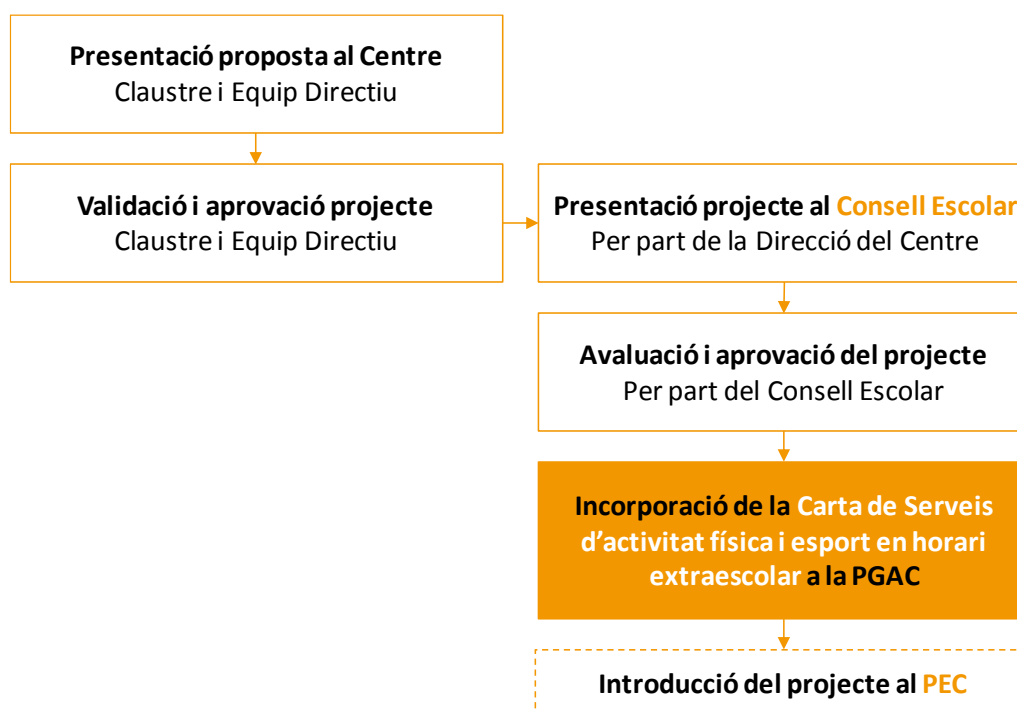 Presentació proposta al Centre
Claustre i Equip Directiu
Validació i aprovació projecte
Claustre i Equip Directiu
Presentació projecte al Consell Escolar
Per part de la Direcció del Centre
Avaluació i aprovació del projecte
Per part del Consell Escolar
Incorporació de la Carta de Serveis
d’activitat física i esport en horari
extraescolar a la PGAC
Introducció del projecte al PEC